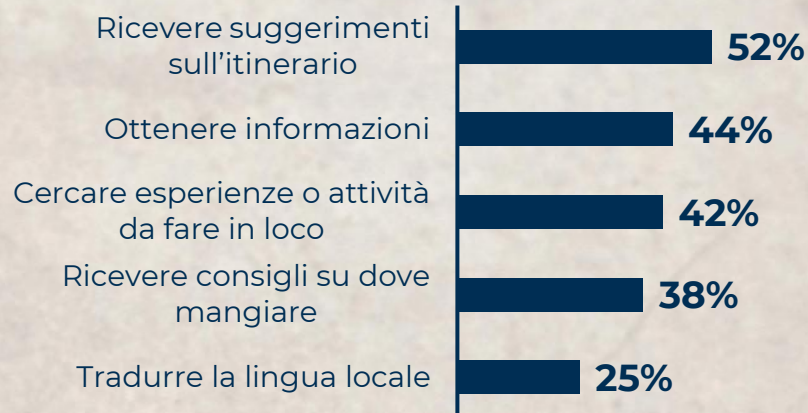 Ricevere suggerimenti
sull'itinerario
52%
Ottenere informazioni
44%
Cercare esperienze o attività
da fare in loco
42%
Ricevere consigli su dove
mangiare
38%
Tradurre la lingua locale
25%